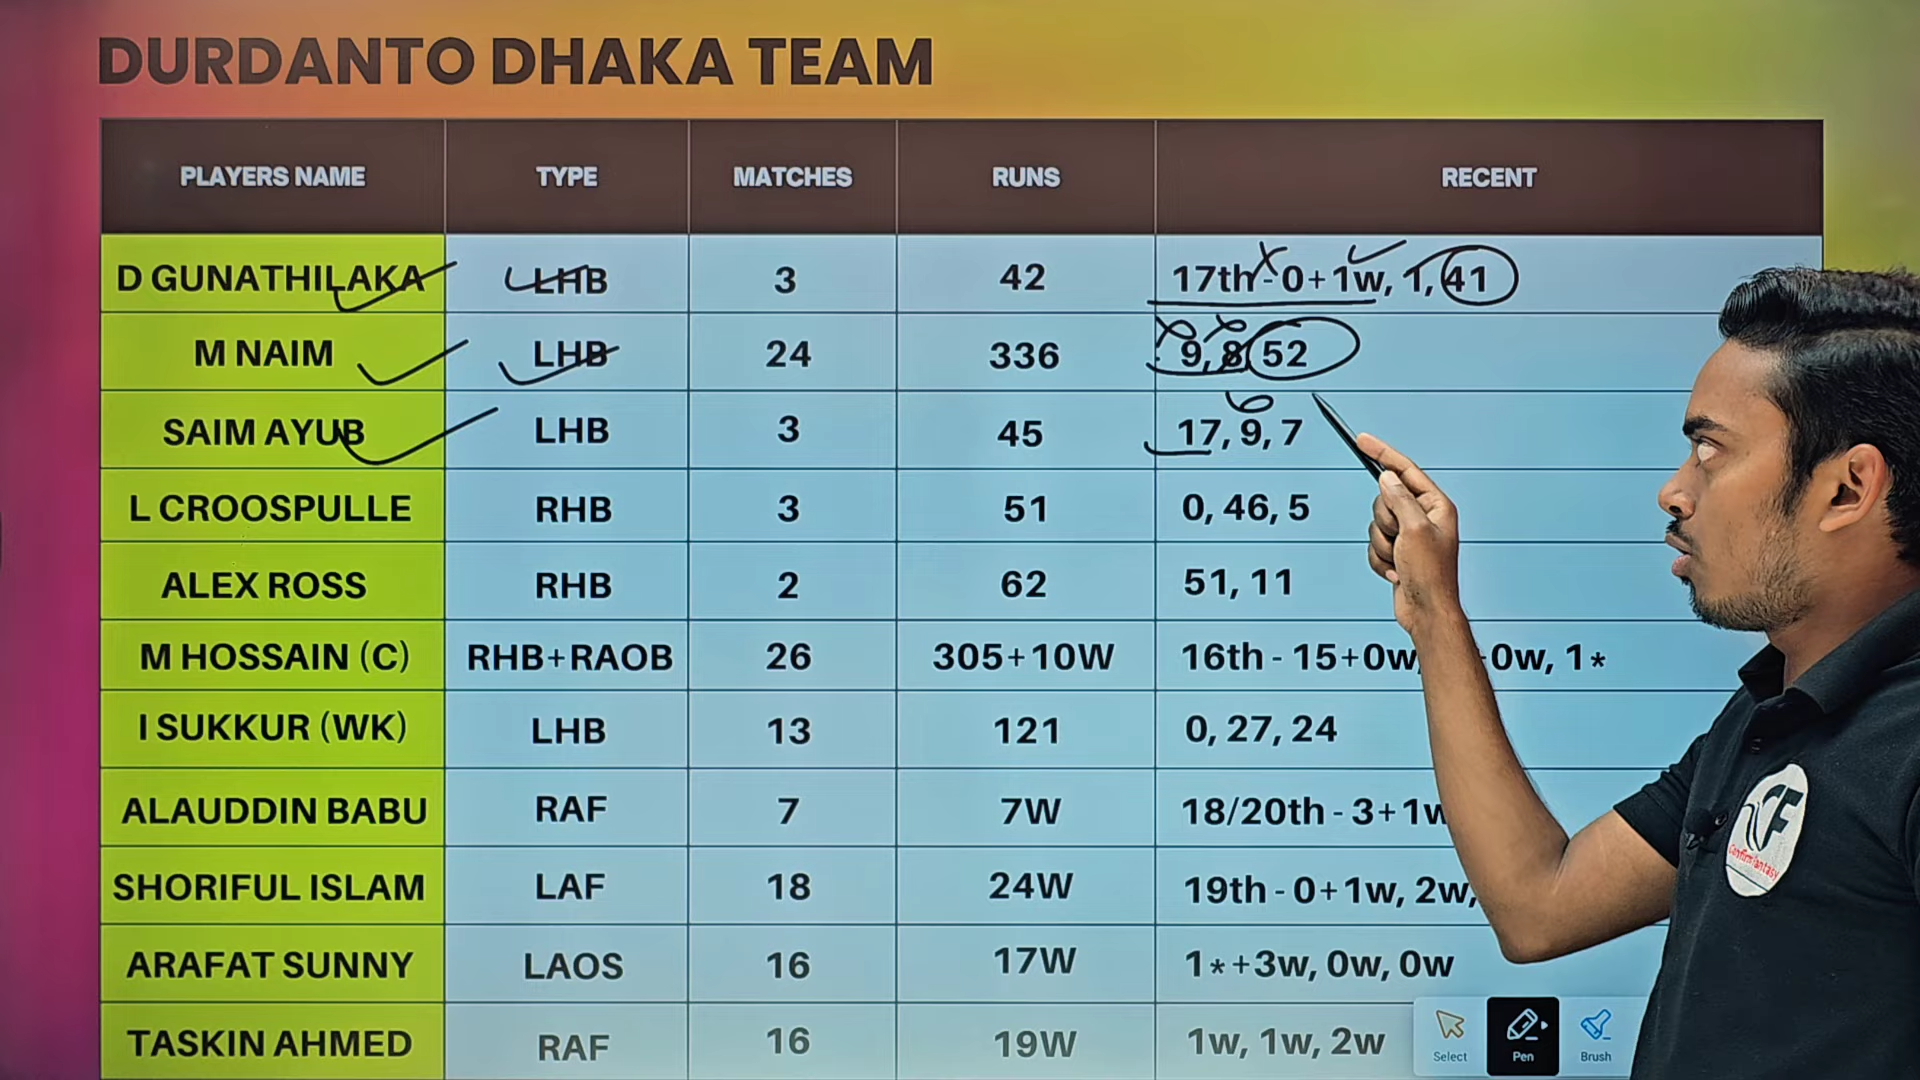 DURDANTO DHAKA TEAM
PLAYERS NAME TYPE MATCHES RUNS RECENT
D GUNATHILAKA LHB 3 42 17th - 0+1w, 1, 41
M NAIM LHB 24 336 9, 8, 52
SAIM AYUB LHB 3 45 17, 9, 7
L CROOSPULLE RHB 3 51 0, 46, 5
ALEX ROSS RHB 2 62 51, 11
M HOSSAIN (C) RHB+RAOB 26 305+10W 16th - 15+0w, 0w, 1*
I SUKKUR (WK) LHB 13 121 0, 27, 24
ALAUDDIN BABU RAF 7 7W 18/20th - 3+1w
SHORIFUL ISLAM LAF 18 24W 19th - 0+1w, 2w,
ARAFAT SUNNY LAOS 16 17W 1*+3w, 0w, 0w
TASKIN AHMED RAF 16 19W 1w, 1w, 2w
CF
Confirm Fantasy
Select Pen Brush